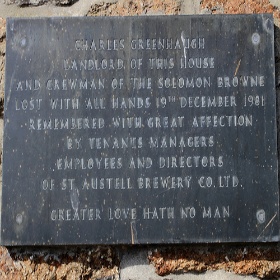 CHARLES GREENHAUGH
LANDLORD OF THIS HOUSE
AND CREWMAN OF THE SOLOMON BROWNE
LOST WITH ALL HANDS 19TH DECEMBER 1981
REMEMBERED WITH GREAT AFFECTION
BY TENANTS MANAGERS
EMPLOYEES AND DIRECTORS
OF ST. AUSTELL BREWERY CO. LTD.
GREATER LOVE HATH NO MAN